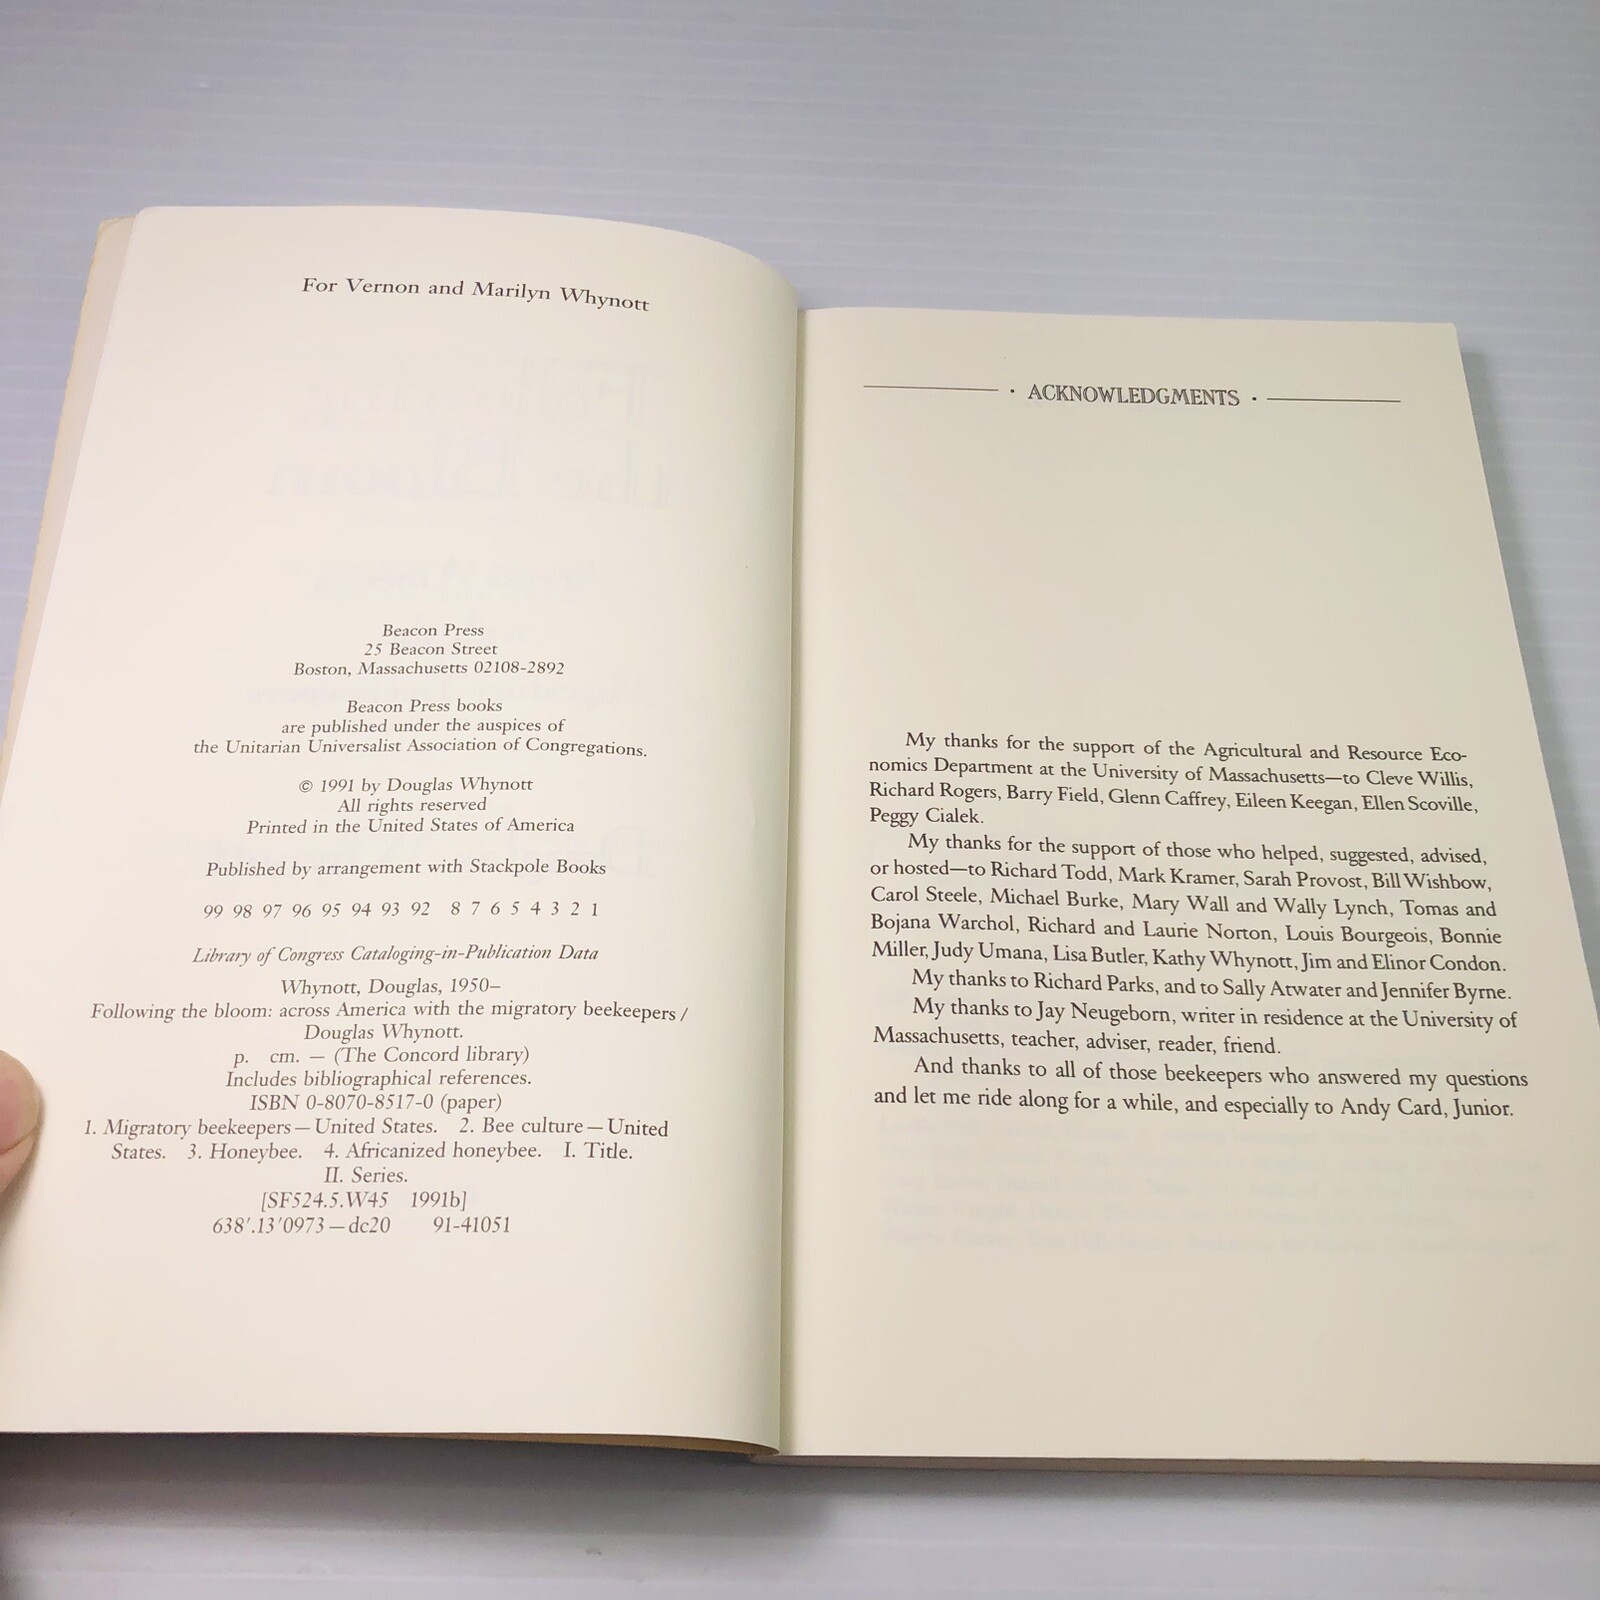 For Vernon and Marilyn Whynott
Beacon Press
25 Beacon Street
Boston, Massachusetts 02108-2892
Beacon Press books
are published under the auspices of
the Unitarian Universalist Association of Congregations.
© 1991 by Douglas Whynott
All rights reserved
Printed in the United States of America
Published by arrangement with Stackpole Books
99 98 97 96 95 94 93 92 8 7 6 5 4 3 2 1
Library of Congress Cataloging-in-Publication Data
Whynott, Douglas, 1950–
Following the bloom: across America with the migratory beekeepers /
Douglas Whynott.
p. cm. — (The Concord library)
Includes bibliographical references.
ISBN 0-8070-8517-0 (paper)
1. Migratory beekeepers—United States. 2. Bee culture—United
States. 3. Honeybee. 4. Africanized honeybee. I. Title.
II. Series.
[SF524.5.W45 1991b]
638′.13′0973—dc20 91-41051
· ACKNOWLEDGMENTS ·
My thanks for the support of the Agricultural and Resource Eco-
nomics Department at the University of Massachusetts—to Cleve Willis,
Richard Rogers, Barry Field, Glenn Caffrey, Eileen Keegan, Ellen Scoville,
Peggy Cialek.
My thanks for the support of those who helped, suggested, advised,
or hosted—to Richard Todd, Mark Kramer, Sarah Provost, Bill Wishbow,
Carol Steele, Michael Burke, Mary Wall and Wally Lynch, Tomas and
Bojana Warchol, Richard and Laurie Norton, Louis Bourgeois, Bonnie
Miller, Judy Umana, Lisa Butler, Kathy Whynott, Jim and Elinor Condon.
My thanks to Richard Parks, and to Sally Atwater and Jennifer Byrne.
My thanks to Jay Neugeborn, writer in residence at the University of
Massachusetts, teacher, adviser, reader, friend.
And thanks to all of those beekeepers who answered my questions
and let me ride along for a while, and especially to Andy Card, Junior.